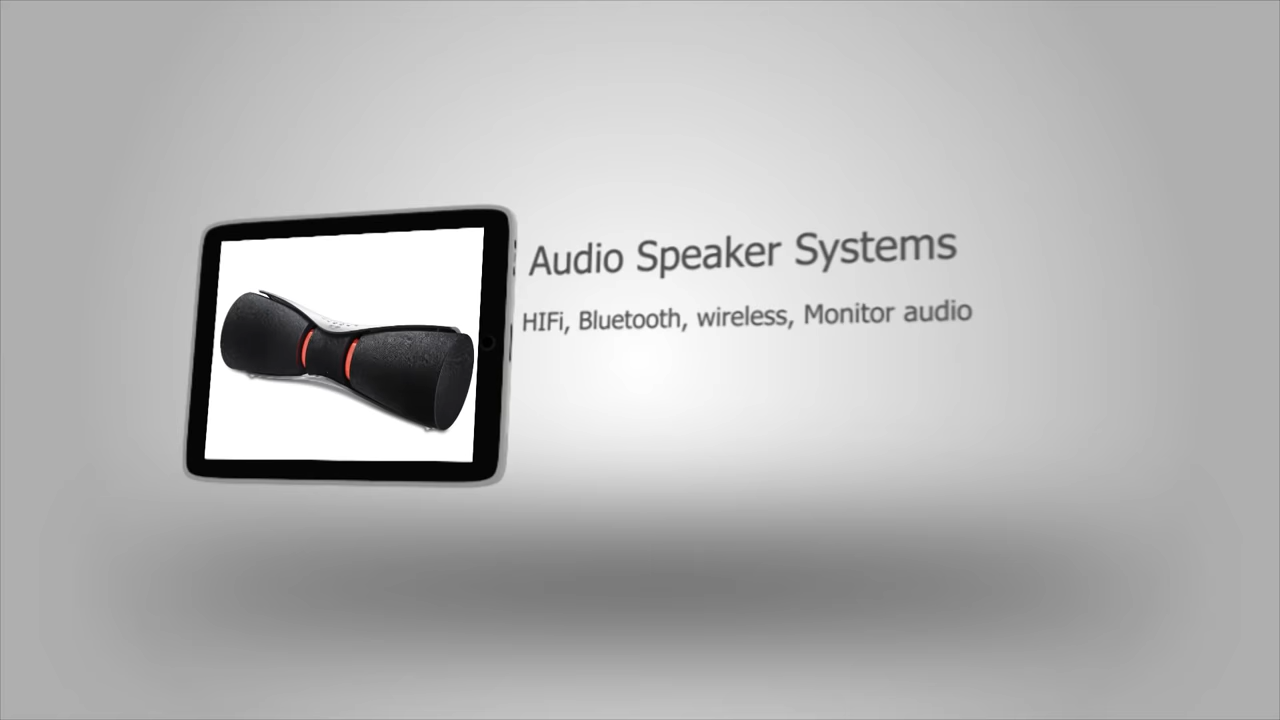 Audio Speaker Systems
HIFi, Bluetooth, wireless, Monitor audio